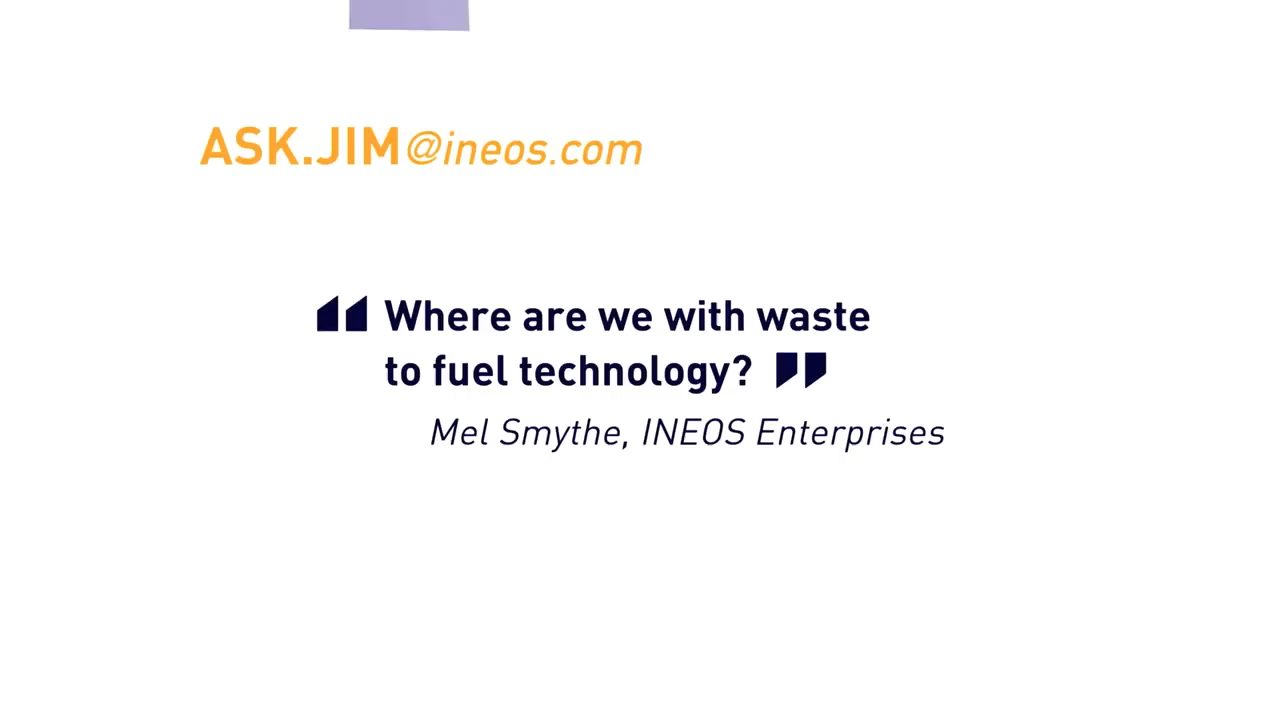 ASK.JIM@ineos.com
“Where are we with waste
to fuel technology?”
Mel Smythe, INEOS Enterprises